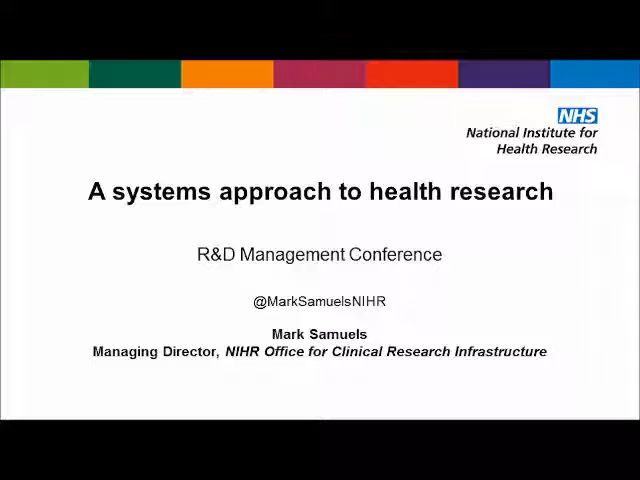 NHS
National Institute for
Health Research
A systems approach to health research
R&D Management Conference
@MarkSamuelsNIHR
Mark Samuels
Managing Director, NIHR Office for Clinical Research Infrastructure